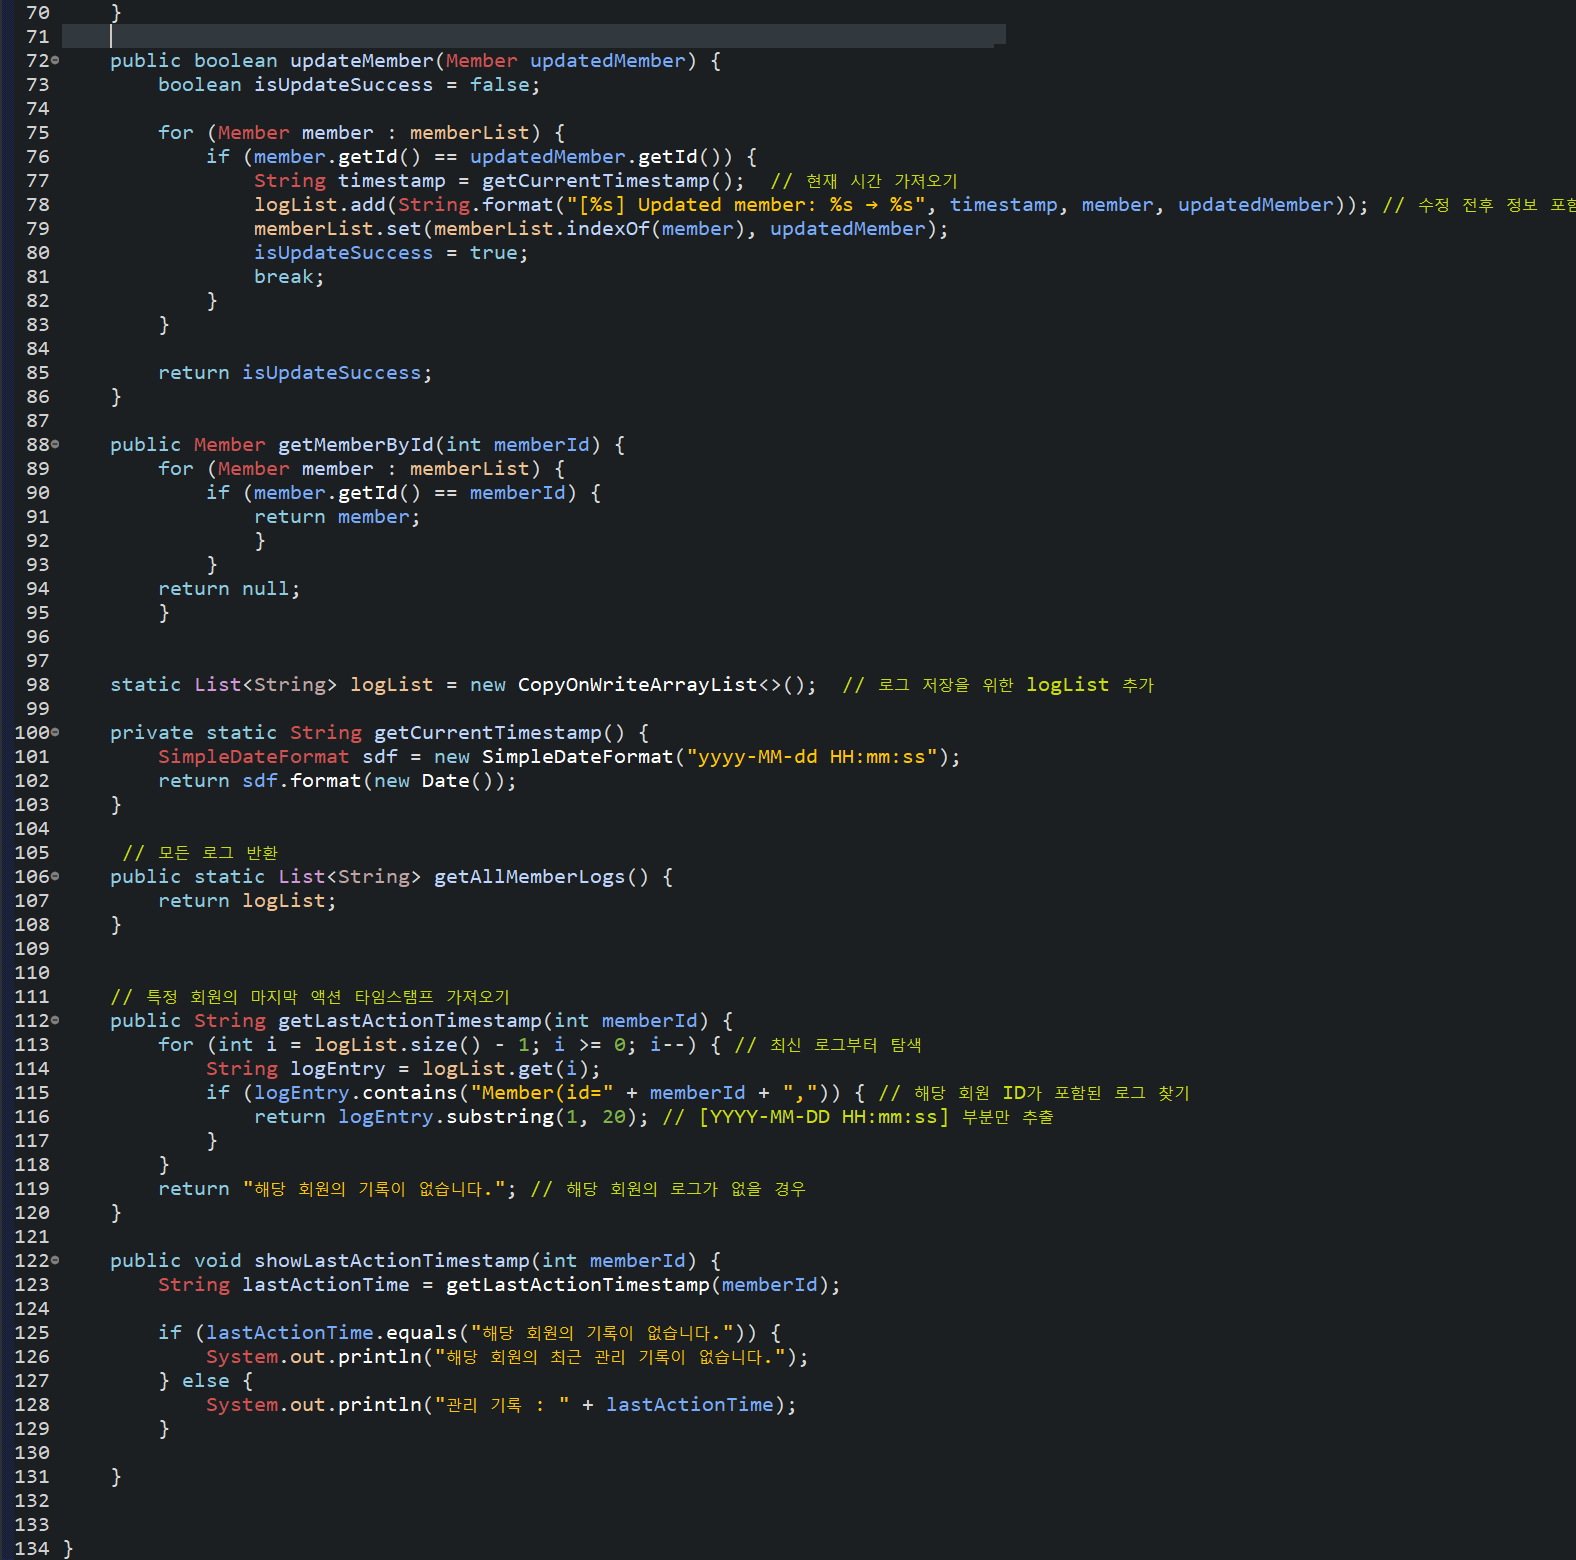 70     }
71
72     public boolean updateMember(Member updatedMember) {
73         boolean isUpdateSuccess = false;
74
75         for (Member member : memberList) {
76             if (member.getId() == updatedMember.getId()) {
77                 String timestamp = getCurrentTimestamp();  // 현재 시간 가져오기
78                 logList.add(String.format("[%s] Updated member: %s → %s", timestamp, member, updatedMember)); // 수정 전후 정보 포함
79                 memberList.set(memberList.indexOf(member), updatedMember);
80                 isUpdateSuccess = true;
81                 break;
82             }
83         }
84
85         return isUpdateSuccess;
86     }
87
88     public Member getMemberById(int memberId) {
89         for (Member member : memberList) {
90             if (member.getId() == memberId) {
91                 return member;
92                 }
93             }
94         return null;
95         }
96
97
98     static List<String> logList = new CopyOnWriteArrayList<>();  // 로그 저장을 위한 logList 추가
99
100     private static String getCurrentTimestamp() {
101         SimpleDateFormat sdf = new SimpleDateFormat("yyyy-MM-dd HH:mm:ss");
102         return sdf.format(new Date());
103     }
104
105      // 모든 로그 반환
106     public static List<String> getAllMemberLogs() {
107         return logList;
108     }
109
110
111     // 특정 회원의 마지막 액션 타임스탬프 가져오기
112     public String getLastActionTimestamp(int memberId) {
113         for (int i = logList.size() - 1; i >= 0; i--) { // 최신 로그부터 탐색
114             String logEntry = logList.get(i);
115             if (logEntry.contains("Member(id=" + memberId + ",")) { // 해당 회원 ID가 포함된 로그 찾기
116                 return logEntry.substring(1, 20); // [YYYY-MM-DD HH:mm:ss] 부분만 추출
117             }
118         }
119         return "해당 회원의 기록이 없습니다."; // 해당 회원의 로그가 없을 경우
120     }
121
122     public void showLastActionTimestamp(int memberId) {
123         String lastActionTime = getLastActionTimestamp(memberId);
124
125         if (lastActionTime.equals("해당 회원의 기록이 없습니다.")) {
126             System.out.println("해당 회원의 최근 관리 기록이 없습니다.");
127         } else {
128             System.out.println("관리 기록 : " + lastActionTime);
129         }
130
131     }
132
133
134 }